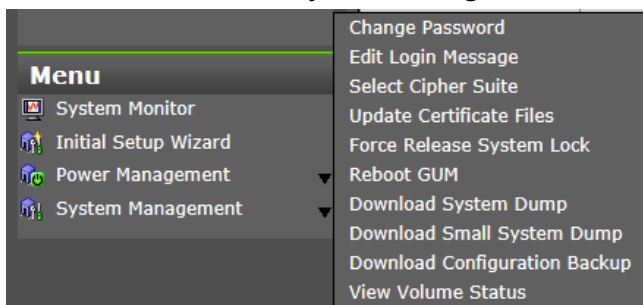 Menu
System Monitor
Initial Setup Wizard
Power Management
System Management
Change Password
Edit Login Message
Select Cipher Suite
Update Certificate Files
Force Release System Lock
Reboot GUM
Download System Dump
Download Small System Dump
Download Configuration Backup
View Volume Status